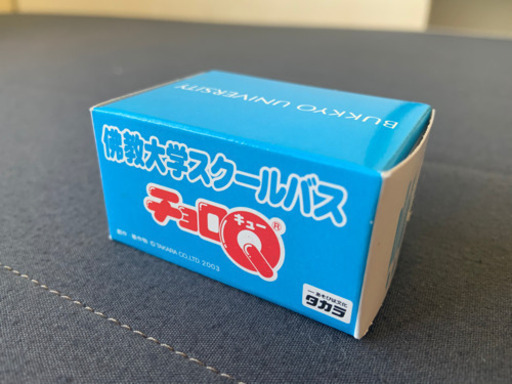 BUKKYO UNIVERSITY
佛教大学スクールバス
チョロQ
キュー
®
© TAKARA CO.,LTD. 2003
タカラ